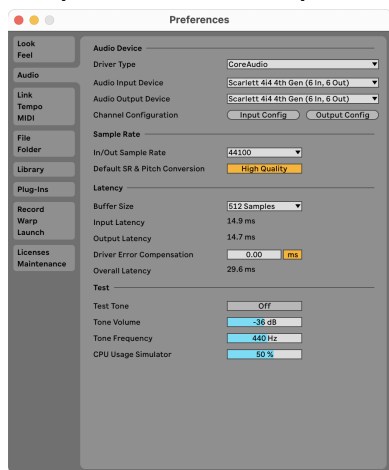 Preferences
Look
Feel
Audio
Link
Tempo
MIDI
File
Folder
Library
Plug-Ins
Record
Warp
Launch
Licenses
Maintenance
Audio Device
Driver Type CoreAudio
Audio Input Device Scarlett 4i4 4th Gen (6 In, 6 Out)
Audio Output Device Scarlett 4i4 4th Gen (6 In, 6 Out)
Channel Configuration Input Config Output Config
Sample Rate
In/Out Sample Rate 44100
Default SR & Pitch Conversion High Quality
Latency
Buffer Size 512 Samples
Input Latency 14.9 ms
Output Latency 14.7 ms
Driver Error Compensation 0.00 ms
Overall Latency 29.6 ms
Test
Test Tone Off
Tone Volume -36 dB
Tone Frequency 440 Hz
CPU Usage Simulator 50 %